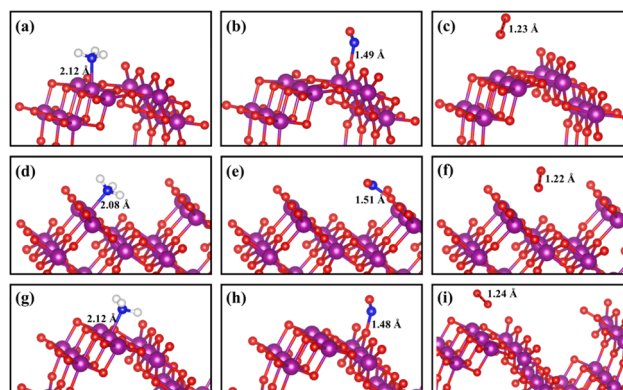 (a)
2.12 Å
(b)
1.49 Å
(c)
1.23 Å
(d)
2.08 Å
(e)
1.51 Å
(f)
1.22 Å
(g)
2.12 Å
(h)
1.48 Å
(i)
1.24 Å